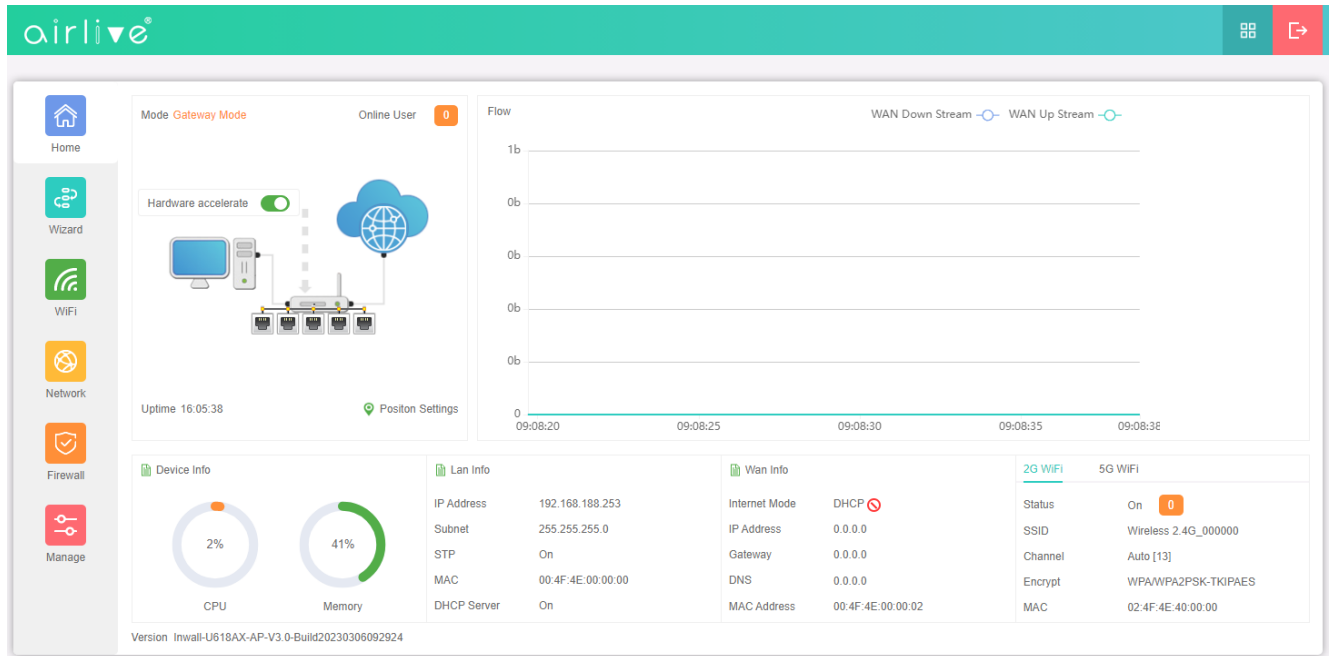 airlive®
Home
Wizard
WiFi
Network
Firewall
Manage
Mode Gateway Mode Online User 0
Hardware accelerate
Uptime 16:05:38 Positon Settings
Flow WAN Down Stream WAN Up Stream
1b
0b
0b
0b
0b
0
09:08:20 09:08:25 09:08:30 09:08:35 09:08:38
Device Info
2% 41%
CPU Memory
Lan Info
IP Address 192.168.188.253
Subnet 255.255.255.0
STP On
MAC 00:4F:4E:00:00:00
DHCP Server On
Wan Info
Internet Mode DHCP
IP Address 0.0.0.0
Gateway 0.0.0.0
DNS 0.0.0.0
MAC Address 00:4F:4E:00:00:02
2G WiFi 5G WiFi
Status On 0
SSID Wireless 2.4G_000000
Channel Auto [13]
Encrypt WPA/WPA2PSK-TKIPAES
MAC 02:4F:4E:40:00:00
Version Inwall-U618AX-AP-V3.0-Build20230306092924